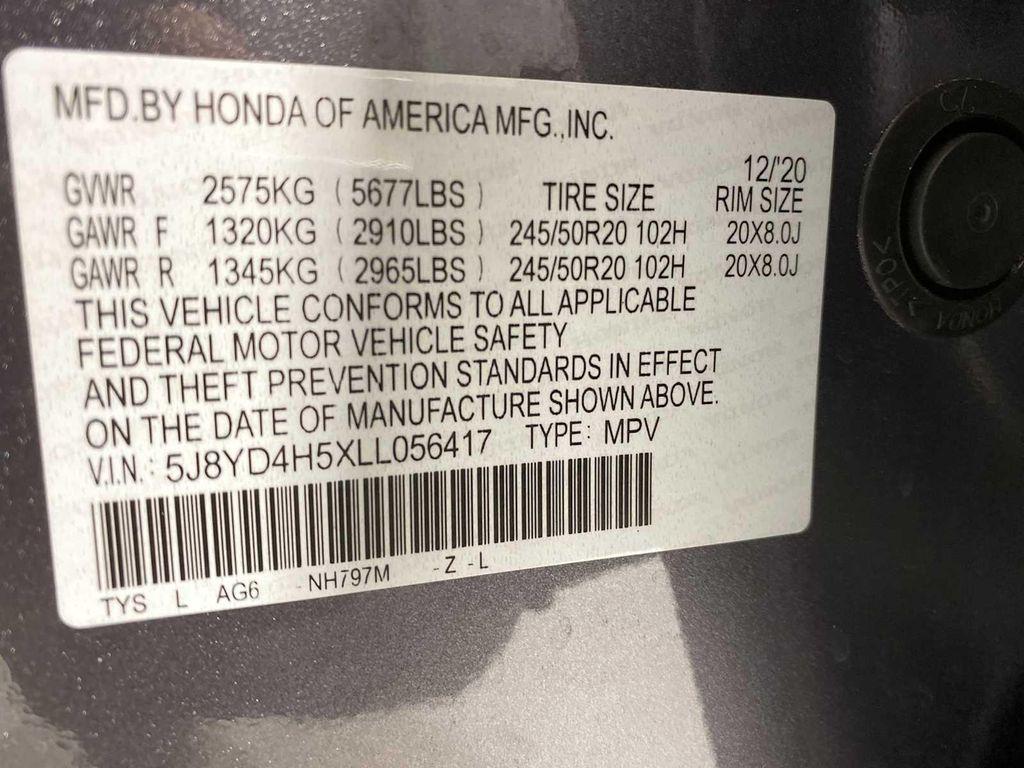 MFD.BY HONDA OF AMERICA MFG.,INC.
12/'20
GVWR 2575KG ( 5677LBS ) TIRE SIZE RIM SIZE
GAWR F 1320KG ( 2910LBS ) 245/50R20 102H 20X8.0J
GAWR R 1345KG ( 2965LBS ) 245/50R20 102H 20X8.0J
THIS VEHICLE CONFORMS TO ALL APPLICABLE
FEDERAL MOTOR VEHICLE SAFETY
AND THEFT PREVENTION STANDARDS IN EFFECT
ON THE DATE OF MANUFACTURE SHOWN ABOVE.
V.I.N.: 5J8YD4H5XLL056417 TYPE: MPV
TYS L AG6 -NH797M -Z -L
HONDA